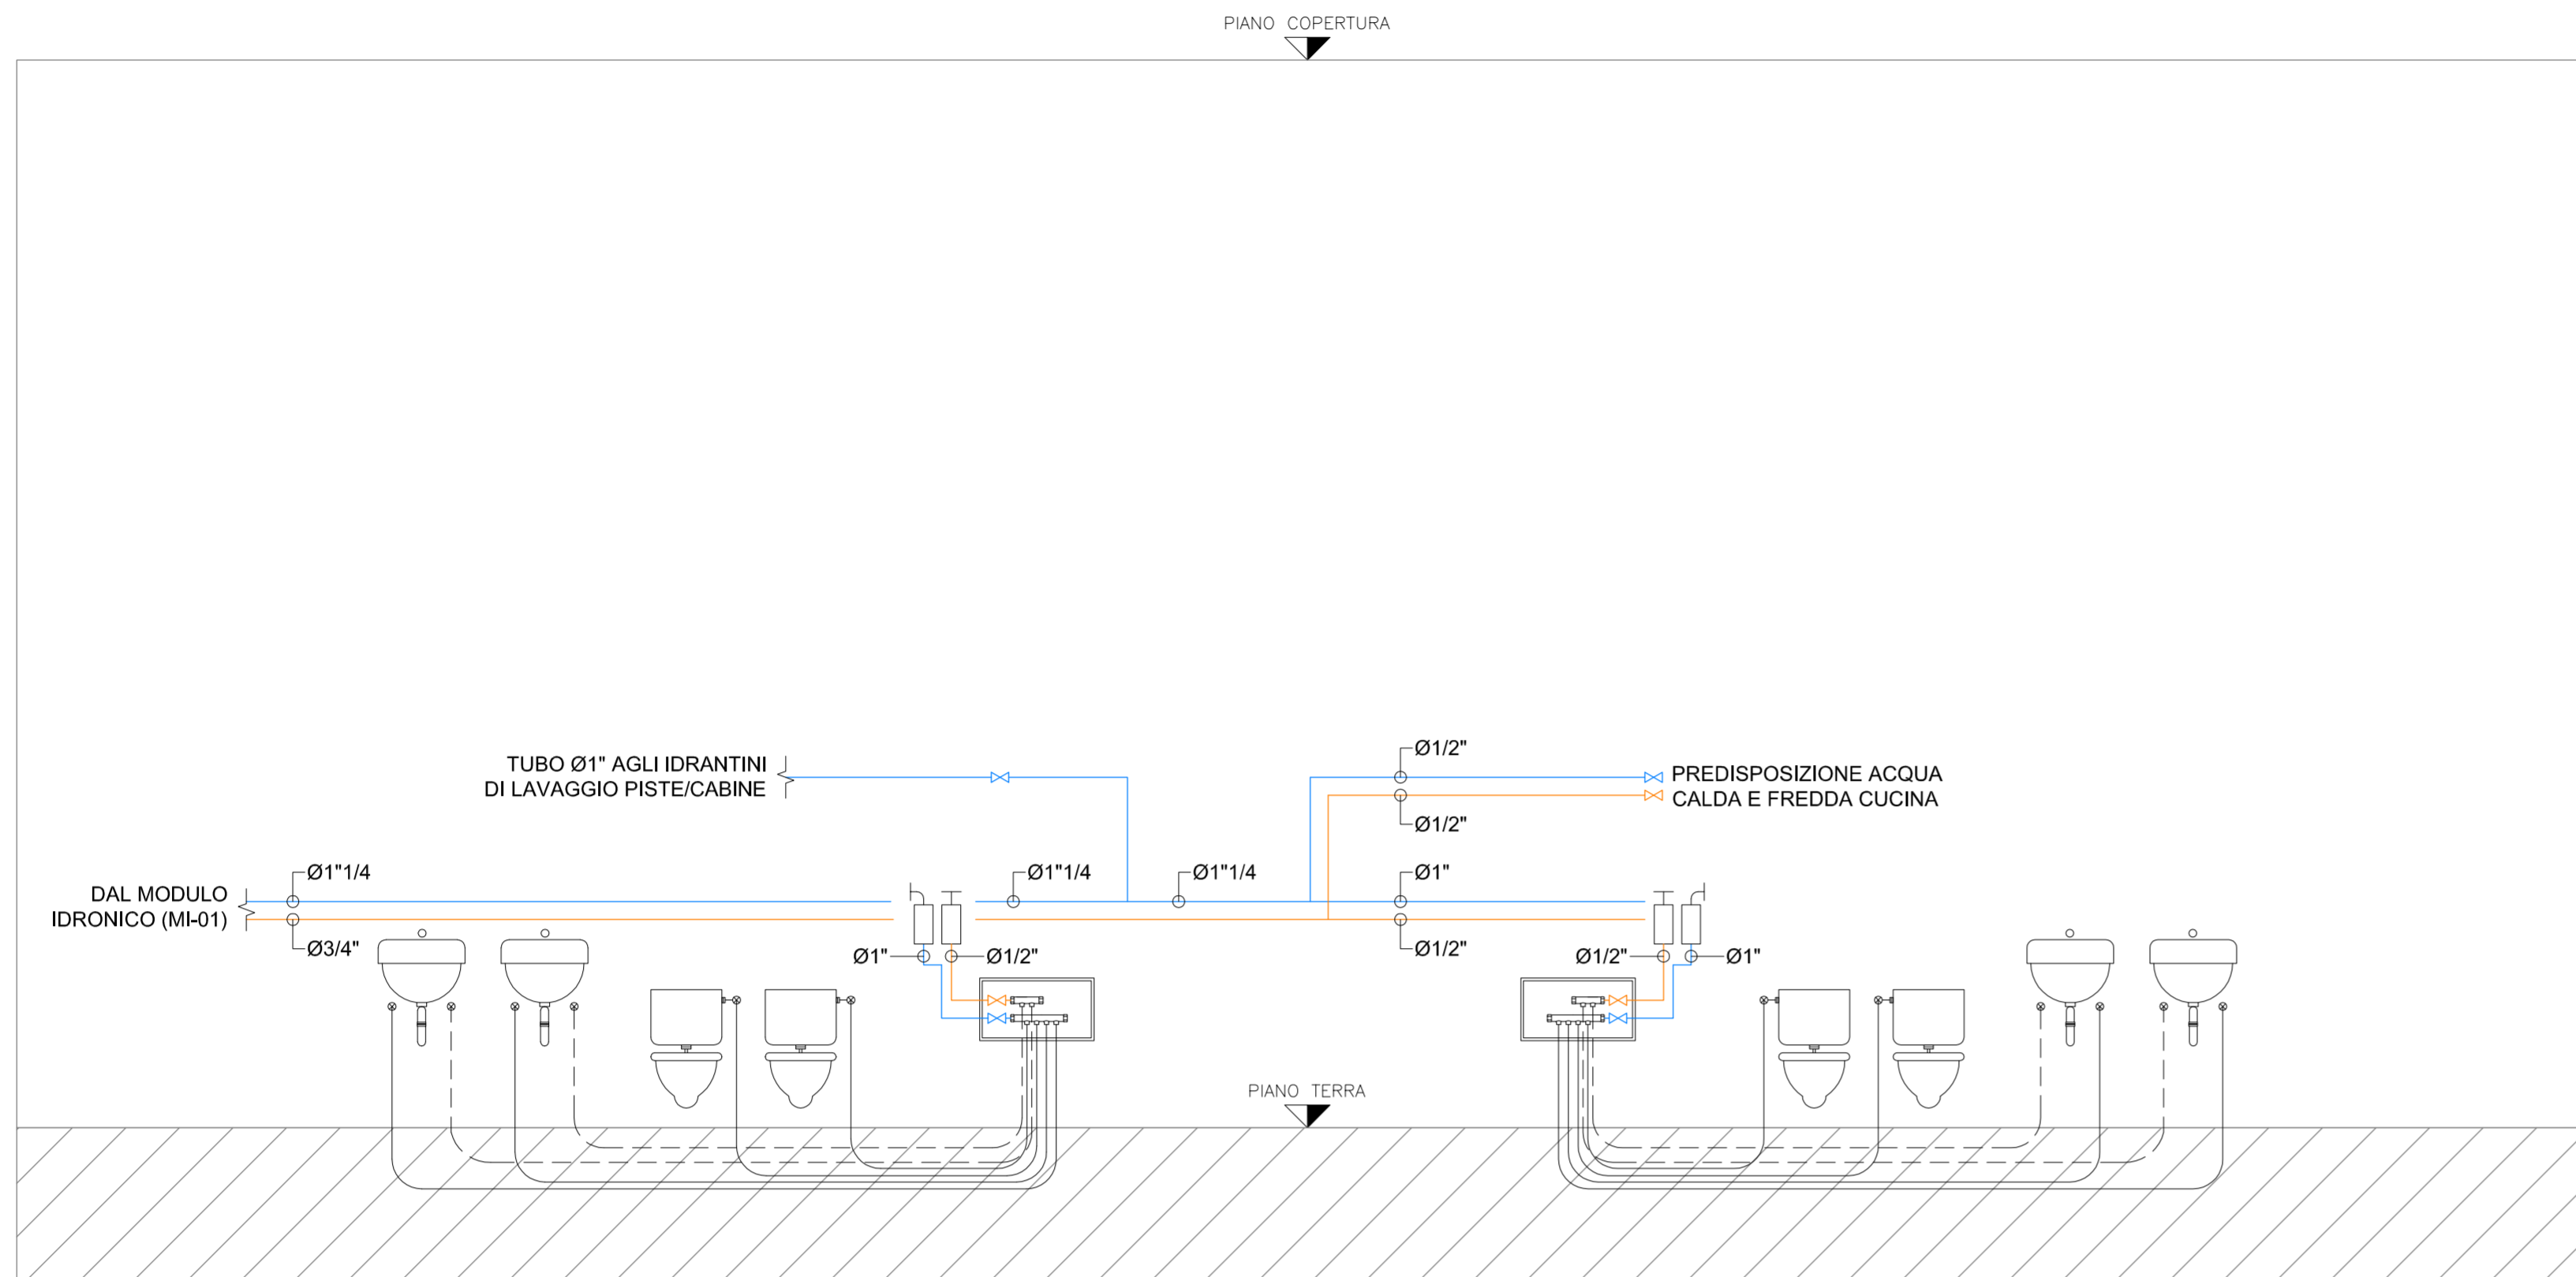 PIANO COPERTURA
Ø1/2"
TUBO Ø1" AGLI IDRANTINI
DI LAVAGGIO PISTE/CABINE
PREDISPOSIZIONE ACQUA
CALDA E FREDDA CUCINA
Ø1/2"
Ø1"1/4
Ø1"1/4
Ø1"1/4
Ø1"
DAL MODULO
IDRONICO (MI-01)
Ø3/4"
Ø1/2"
Ø1"
Ø1/2"
Ø1/2"
Ø1"
PIANO TERRA